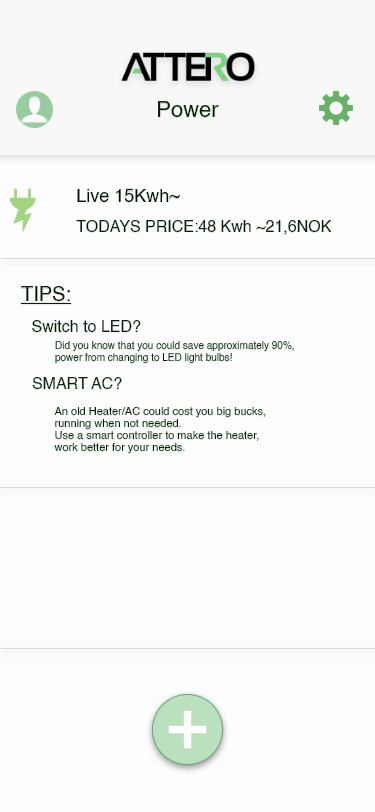 ATTERO
Power
Live 15Kwh~
TODAYS PRICE:48 Kwh ~21,6NOK
TIPS:
Switch to LED?
Did you know that you could save approximately 90%,
power from changing to LED light bulbs!
SMART AC?
An old Heater/AC could cost you big bucks,
running when not needed.
Use a smart controller to make the heater,
work better for your needs.